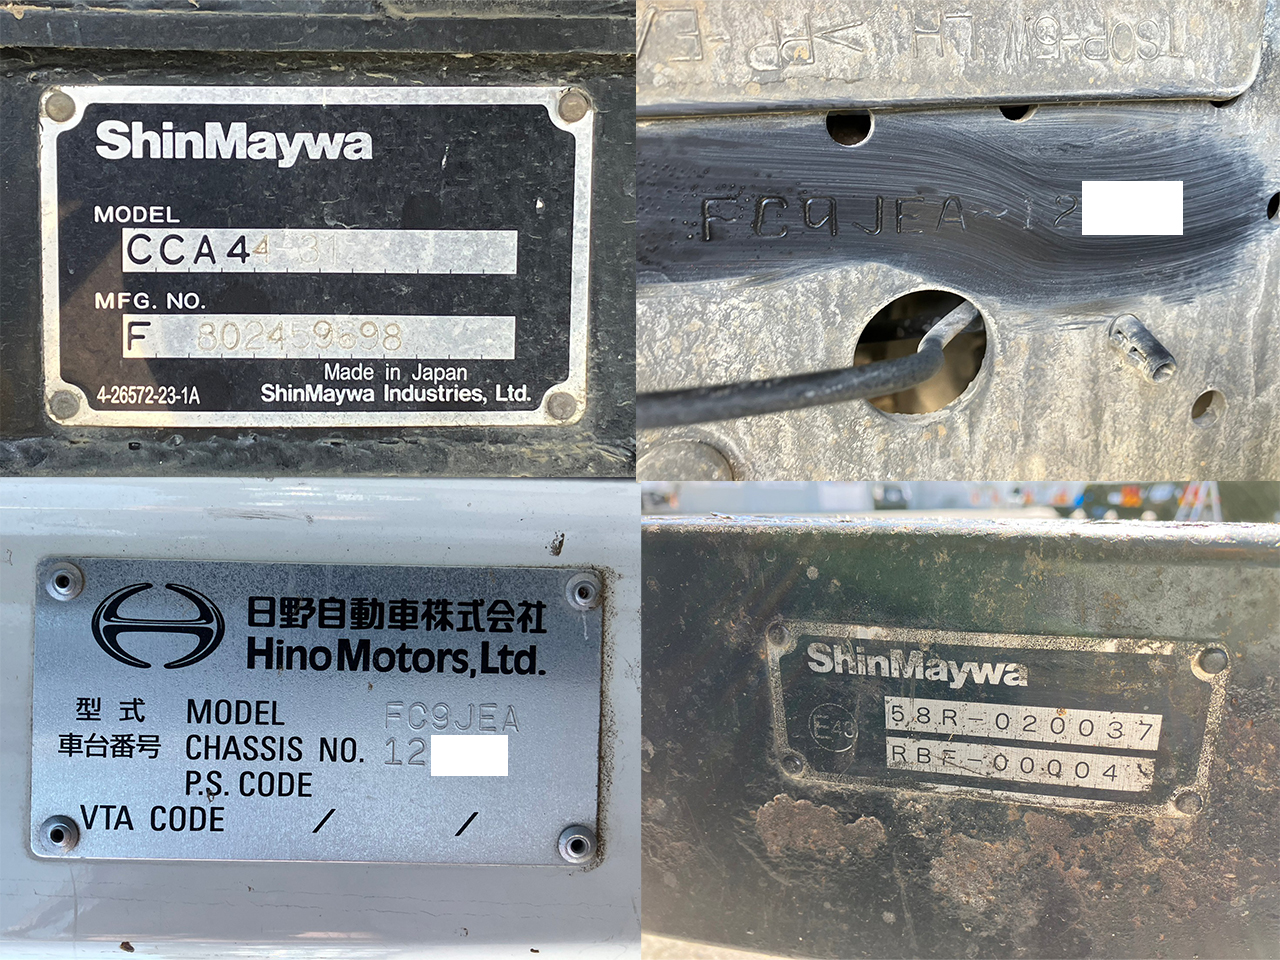 ShinMaywa
MODEL
CCA44-31
MFG. NO.
F 802459698
Made in Japan
4-26572-23-1A ShinMaywa Industries, Ltd.
FC9JEA-12
日野自動車株式会社
Hino Motors, Ltd.
型式 MODEL FC9JEA
車台番号 CHASSIS NO. 12
P.S. CODE
VTA CODE / /
ShinMaywa
E43
58R-020037
RBF-00004